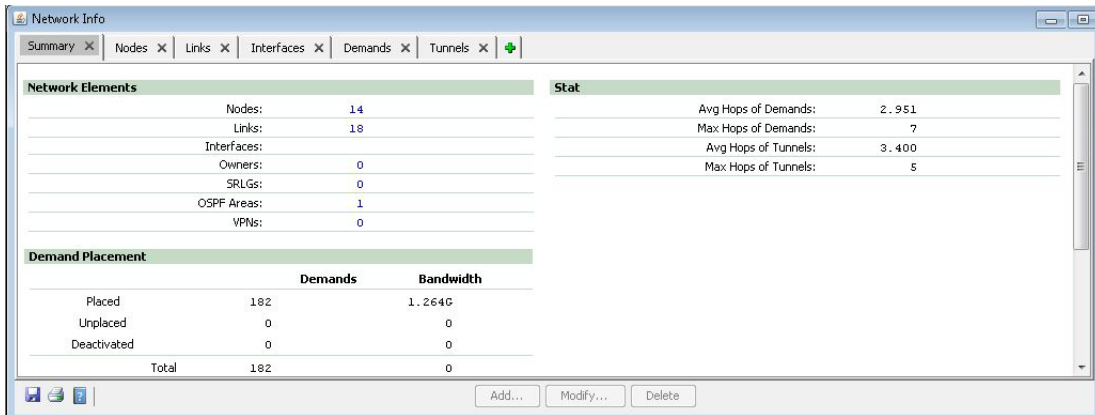 Network Info
Summary Nodes Links Interfaces Demands Tunnels
Network Elements
Nodes: 14
Links: 18
Interfaces:
Owners: 0
SRLGs: 0
OSPF Areas: 1
VPNs: 0
Stat
Avg Hops of Demands: 2.951
Max Hops of Demands: 7
Avg Hops of Tunnels: 3.400
Max Hops of Tunnels: 5
Demand Placement
Demands Bandwidth
Placed 182 1.264G
Unplaced 0 0
Deactivated 0 0
Total 182 0
Add... Modify... Delete